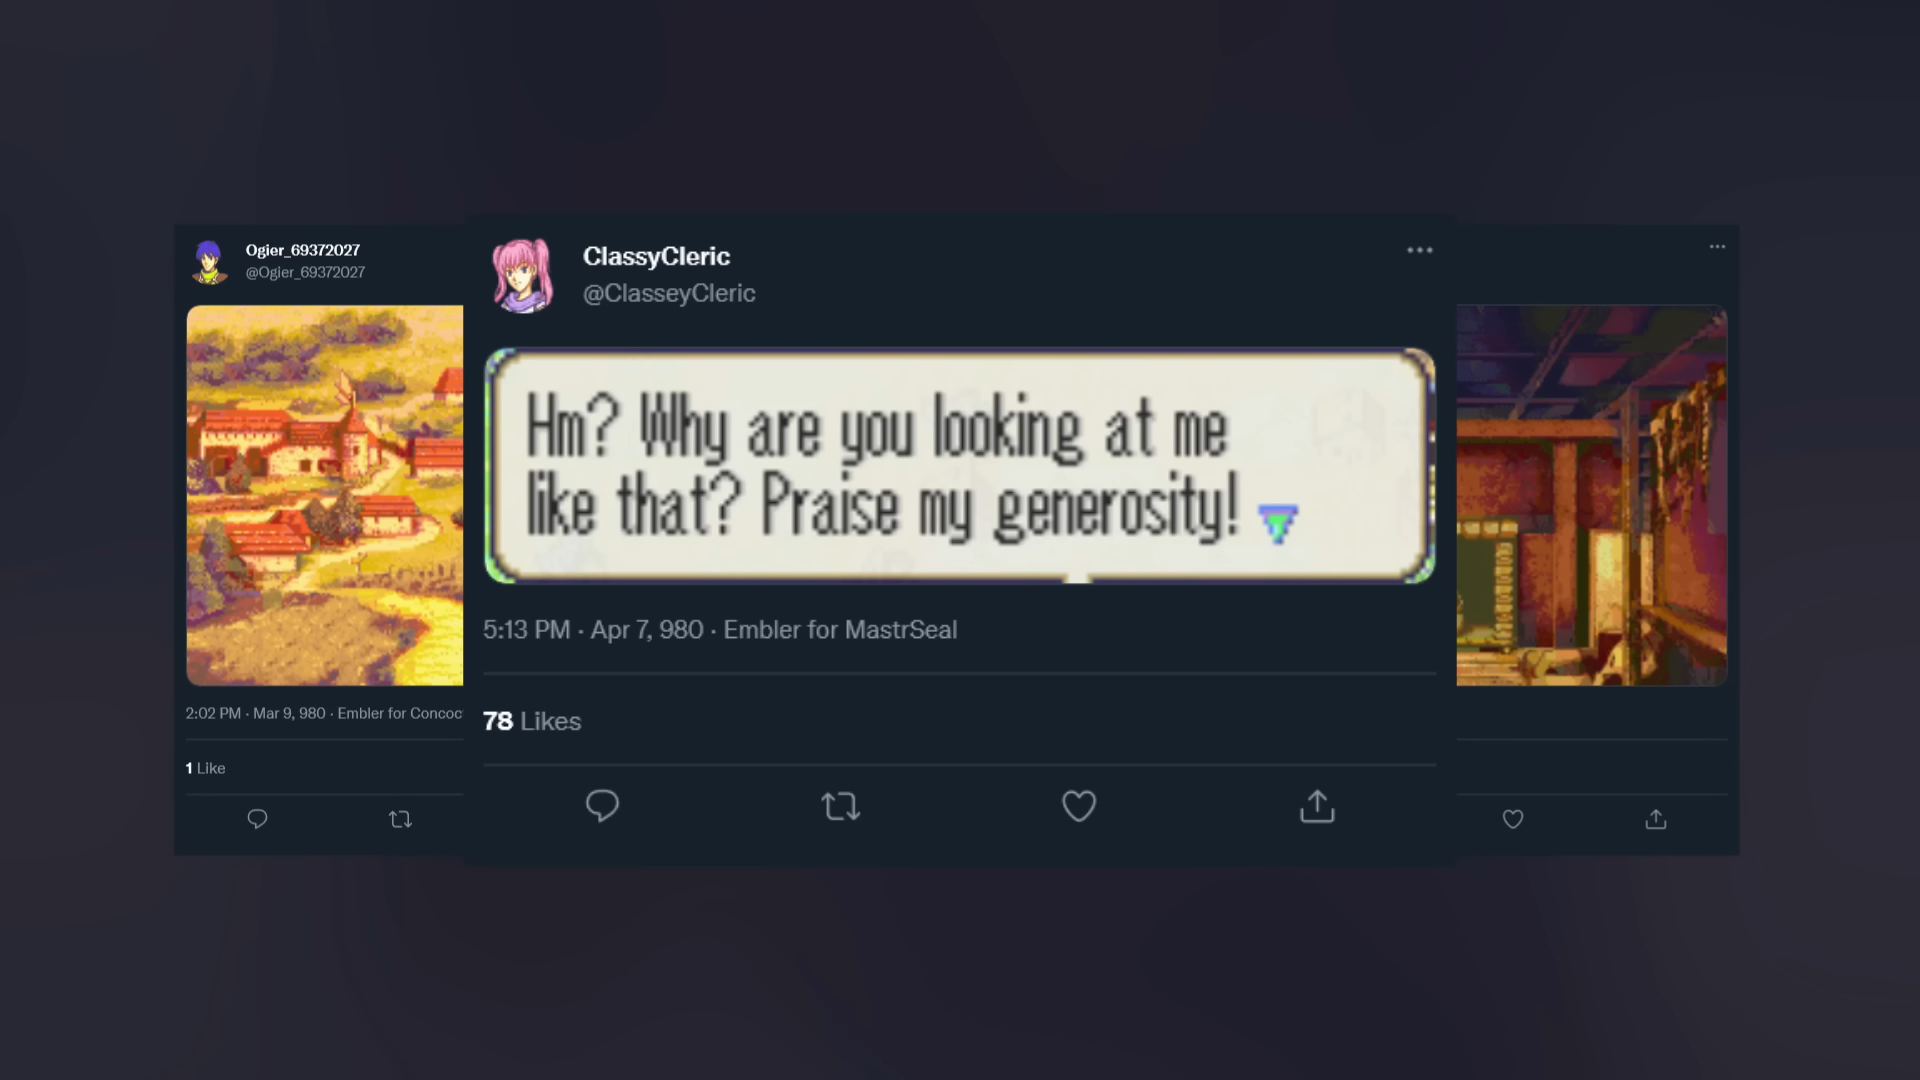 Ogier_69372027
@Ogier_69372027
2:02 PM · Mar 9, 980 · Embler for
1 Like
ClassyCleric
@ClasseyCleric
Hm? Why are you looking at me
like that? Praise my generosity!
5:13 PM · Apr 7, 980 · Embler for MastrSeal
78 Likes